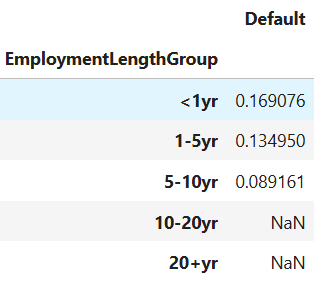 Default
EmploymentLengthGroup
<1yr 0.169076
1-5yr 0.134950
5-10yr 0.089161
10-20yr NaN
20+yr NaN